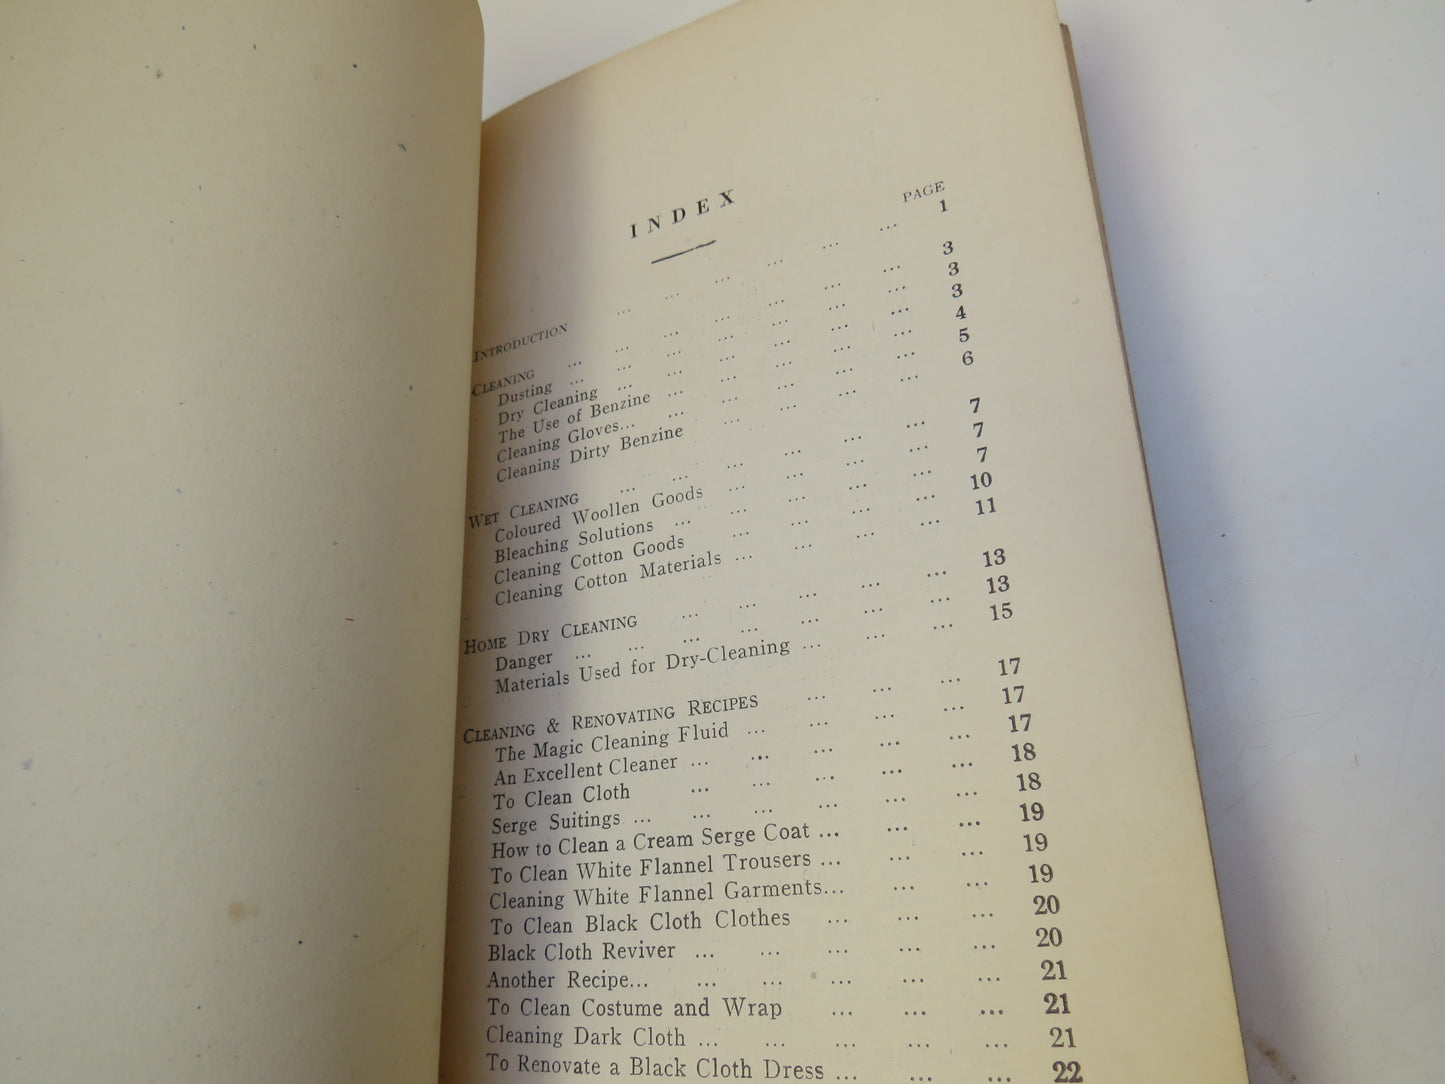 INDEX
PAGE
INTRODUCTION ... ... ... ... ... ... 1
CLEANING ... ... ... ... ... ... 3
Dusting ... ... ... ... ... ... 3
Dry Cleaning ... ... ... ... ... 3
The Use of Benzine ... ... ... ... ... 4
Cleaning Gloves... ... ... ... ... ... 5
Cleaning Dirty Benzine ... ... ... ... 6
WET CLEANING ... ... ... ... ... ... 7
Coloured Woollen Goods ... ... ... ... 7
Bleaching Solutions ... ... ... ... ... 7
Cleaning Cotton Goods ... ... ... ... 10
Cleaning Cotton Materials ... ... ... ... 11
HOME DRY CLEANING ... ... ... ... ... 13
Danger ... ... ... ... ... ... ... 13
Materials Used for Dry-Cleaning ... ... ... 15
CLEANING & RENOVATING RECIPES ... ... ... 17
The Magic Cleaning Fluid ... ... ... ... 17
An Excellent Cleaner ... ... ... ... ... 17
To Clean Cloth ... ... ... ... ... 18
Serge Suitings ... ... ... ... ... ... 18
How to Clean a Cream Serge Coat ... ... ... 19
To Clean White Flannel Trousers ... ... ... 19
Cleaning White Flannel Garments... ... ... 19
To Clean Black Cloth Clothes ... ... ... 20
Black Cloth Reviver ... ... ... ... ... 20
Another Recipe... ... ... ... ... ... 21
To Clean Costume and Wrap ... ... ... 21
Cleaning Dark Cloth ... ... ... ... ... 21
To Renovate a Black Cloth Dress ... ... ... 22